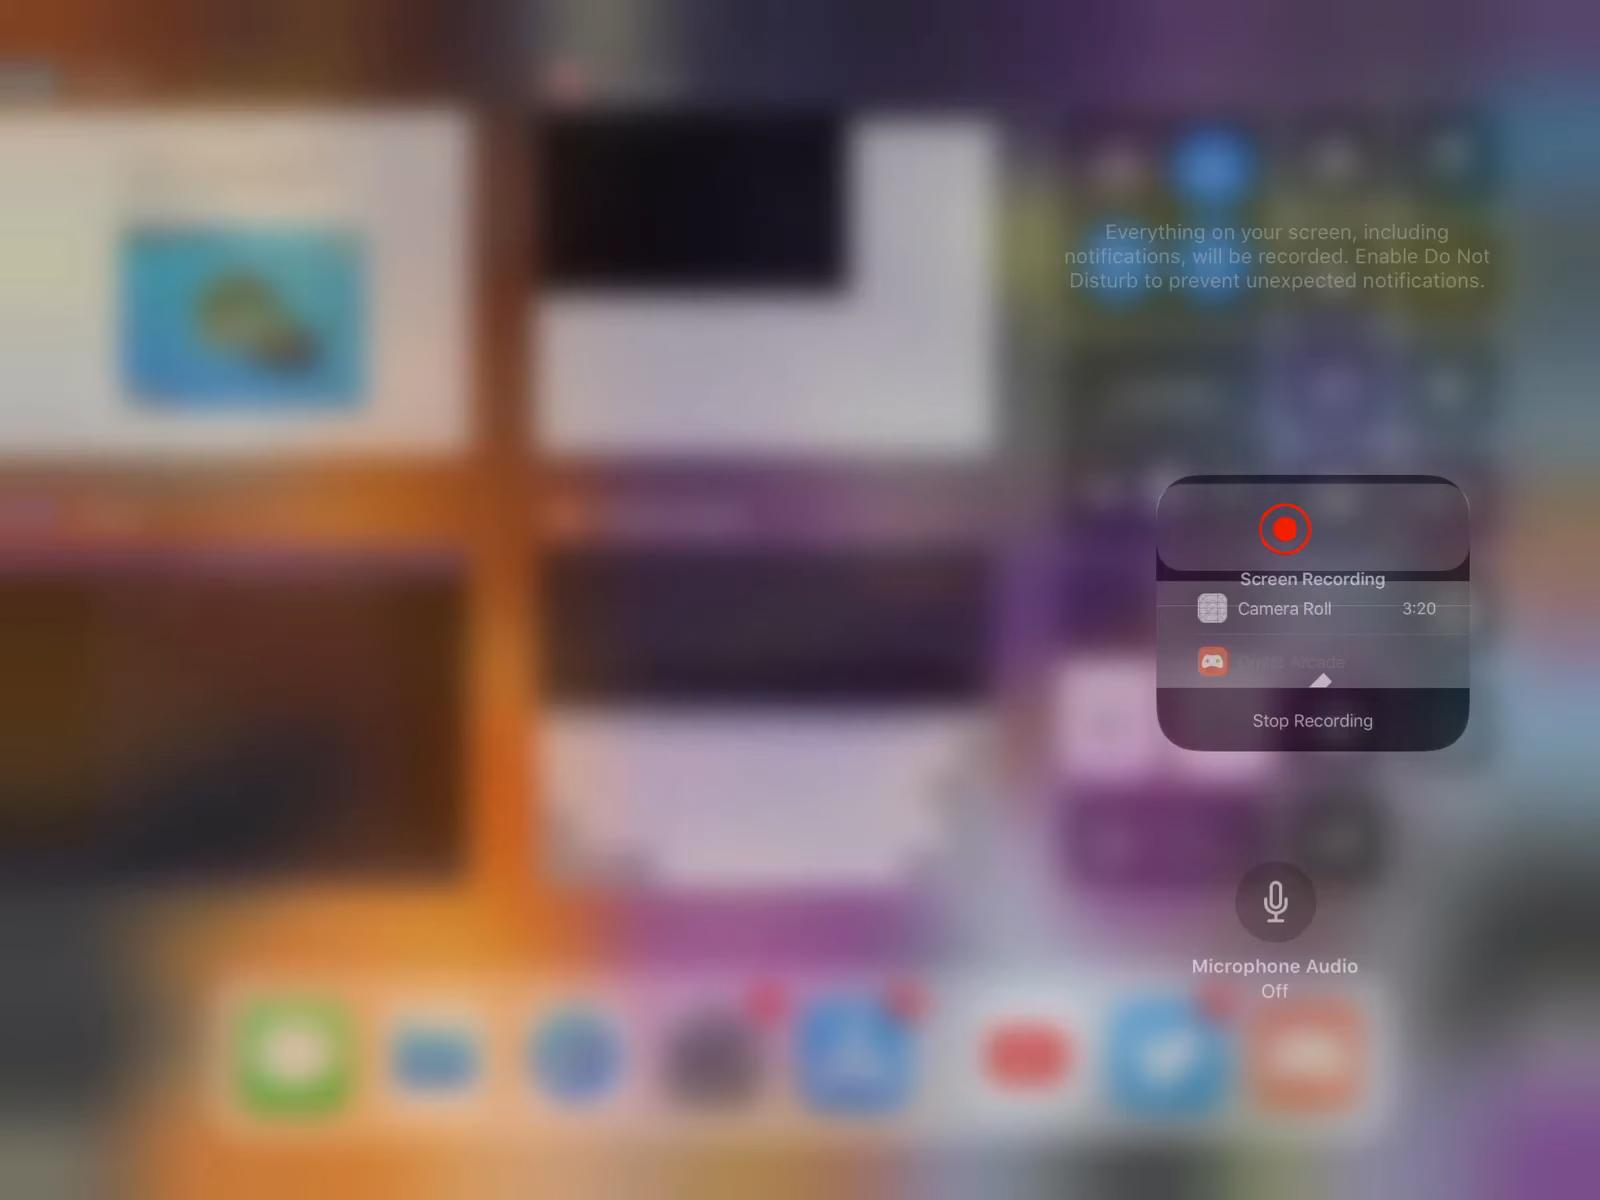 Everything on your screen, including
notifications, will be recorded. Enable Do Not
Disturb to prevent unexpected notifications.
Screen Recording
Camera Roll 3:20
Arcade
Stop Recording
Microphone Audio
Off